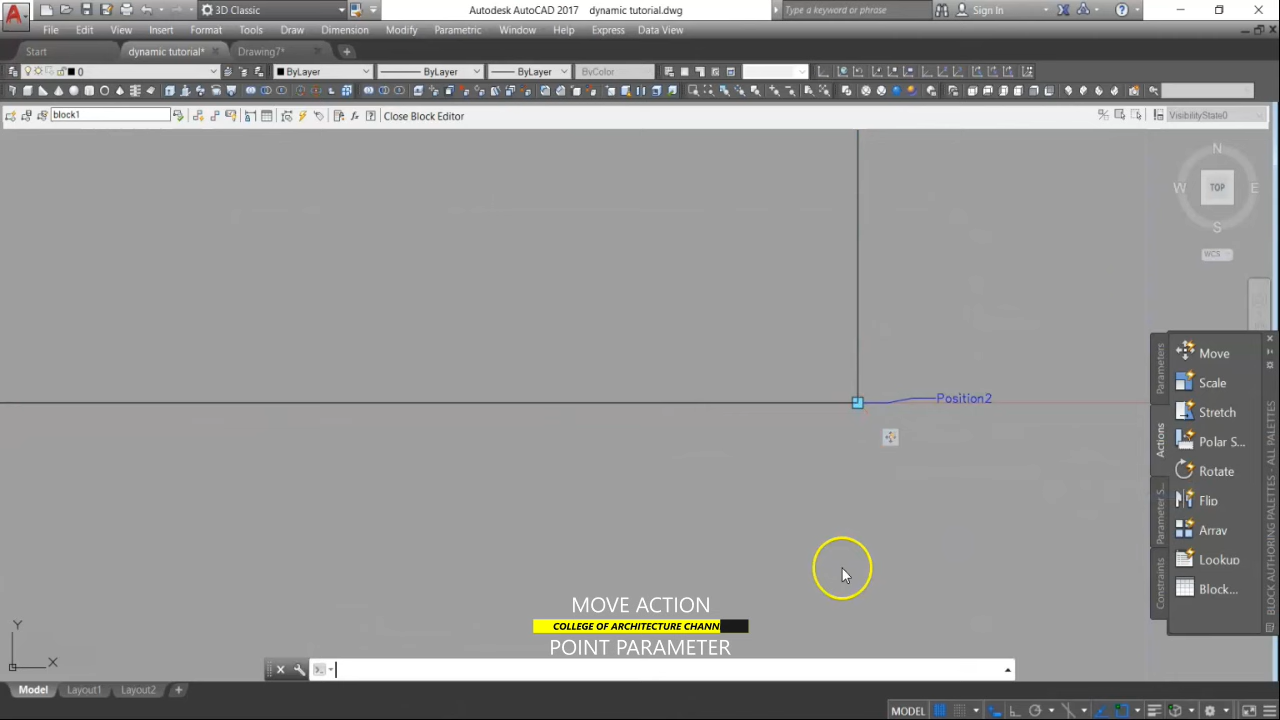 3D Classic
Autodesk AutoCAD 2017 dynamic tutorial.dwg
Type a keyword or phrase
Sign In
File Edit View Insert Format Tools Draw Dimension Modify Parametric Window Help Express Data View
Start
dynamic tutorial*
Drawing7*
0
ByLayer
ByLayer
ByLayer
ByColor
block1
Close Block Editor
VisibilityState0
N
W
TOP
E
S
WCS
Position2
Parameters
Actions
Parameter S...
Constraints
Move
Scale
Stretch
Polar S...
Rotate
Flip
Array
Lookup
Block...
BLOCK AUTHORING PALETTES - ALL PALETTES
MOVE ACTION
COLLEGE OF ARCHITECTURE CHANN
POINT PARAMETER
Y
X
Model
Layout1
Layout2
MODEL